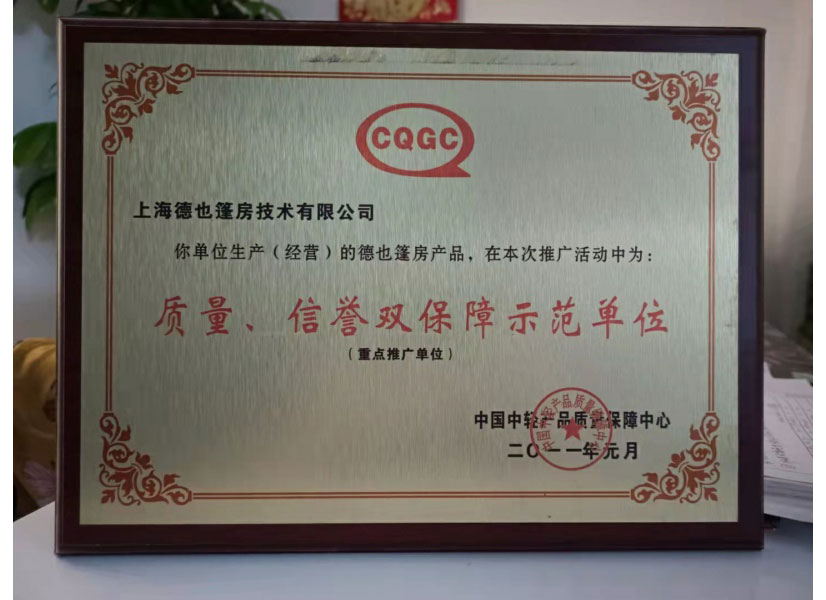 CQGC
上海德也篷房技术有限公司
你单位生产（经营）的德也篷房产品，在本次推广活动中为：
质量、信誉双保障示范单位
（重点推广单位）
中国中轻产品质量保障中心
二〇一一年元月